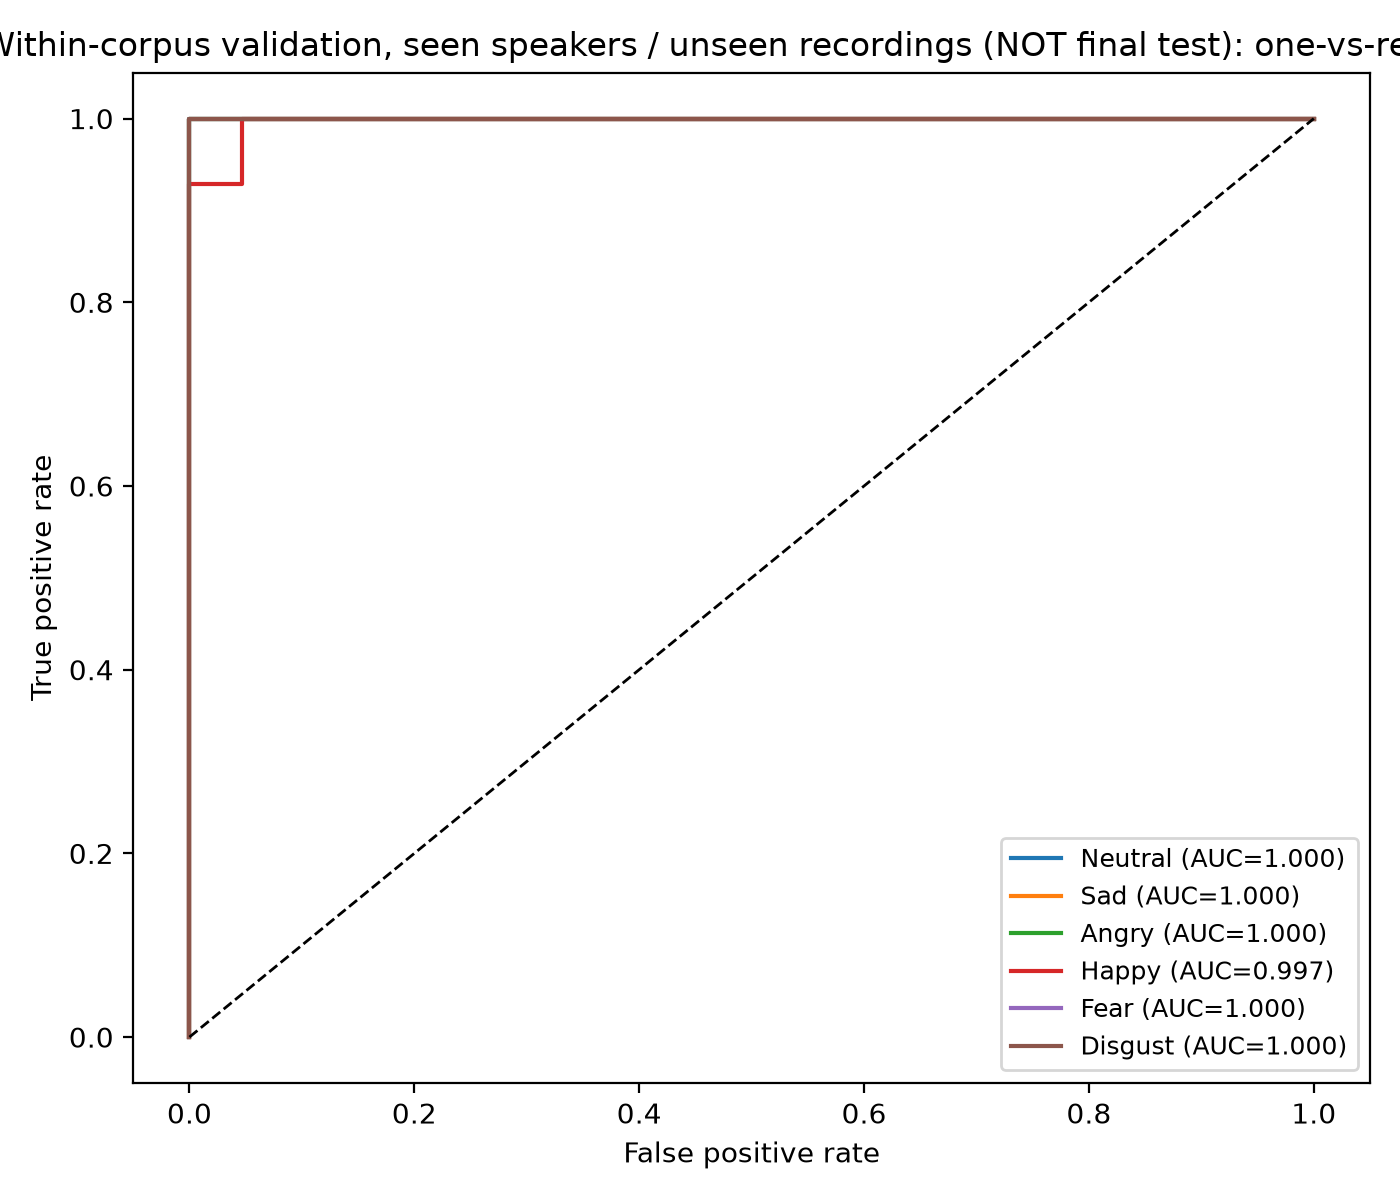 Within-corpus validation, seen speakers / unseen recordings (NOT final test): one-vs-re
1.0
0.8
0.6
0.4
0.2
0.0
True positive rate
0.0 0.2 0.4 0.6 0.8 1.0
False positive rate
Neutral (AUC=1.000)
Sad (AUC=1.000)
Angry (AUC=1.000)
Happy (AUC=0.997)
Fear (AUC=1.000)
Disgust (AUC=1.000)